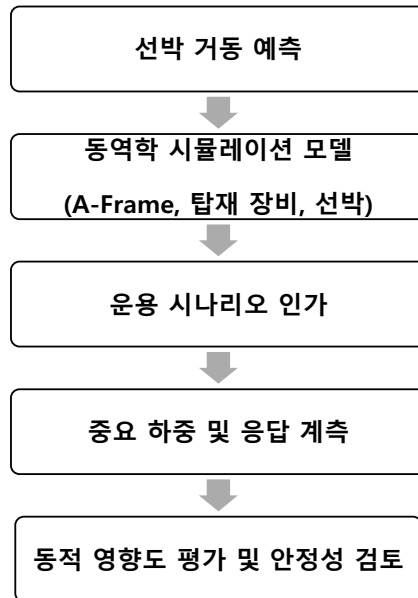 선박 거동 예측
동역학 시뮬레이션 모델
(A-Frame, 탑재 장비, 선박)
운용 시나리오 인가
중요 하중 및 응답 계측
동적 영향도 평가 및 안정성 검토